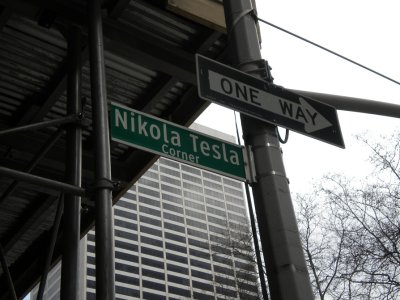 ONE WAY
Nikola Tesla
Corner